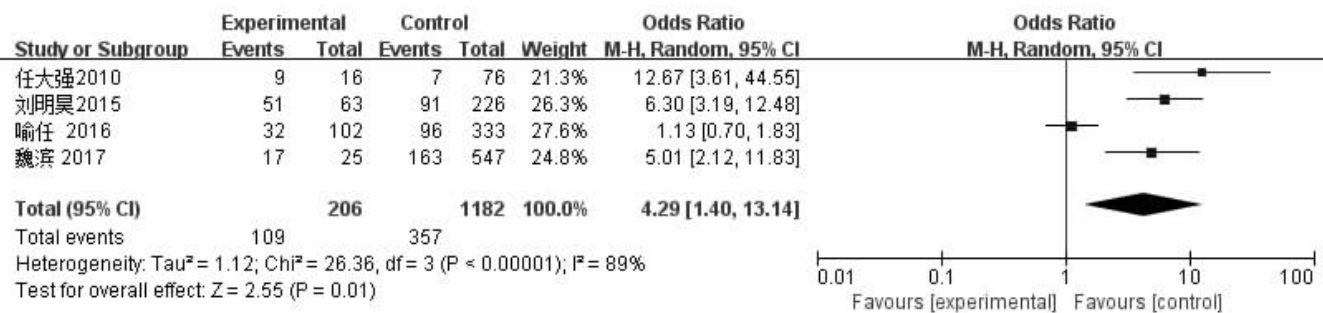 Experimental Control Odds Ratio Odds Ratio
Study or Subgroup Events Total Events Total Weight M-H, Random, 95% CI M-H, Random, 95% CI
任大强2010 9 16 7 76 21.3% 12.67 [3.61, 44.55]
刘明昊2015 51 63 91 226 26.3% 6.30 [3.19, 12.48]
喻任 2016 32 102 96 333 27.6% 1.13 [0.70, 1.83]
魏滨 2017 17 25 163 547 24.8% 5.01 [2.12, 11.83]
Total (95% CI) 206 1182 100.0% 4.29 [1.40, 13.14]
Total events 109 357
Heterogeneity: Tau² = 1.12; Chi² = 26.36, df = 3 (P < 0.00001); I² = 89%
Test for overall effect: Z = 2.55 (P = 0.01)
0.01 0.1 1 10 100
Favours [experimental] Favours [control]